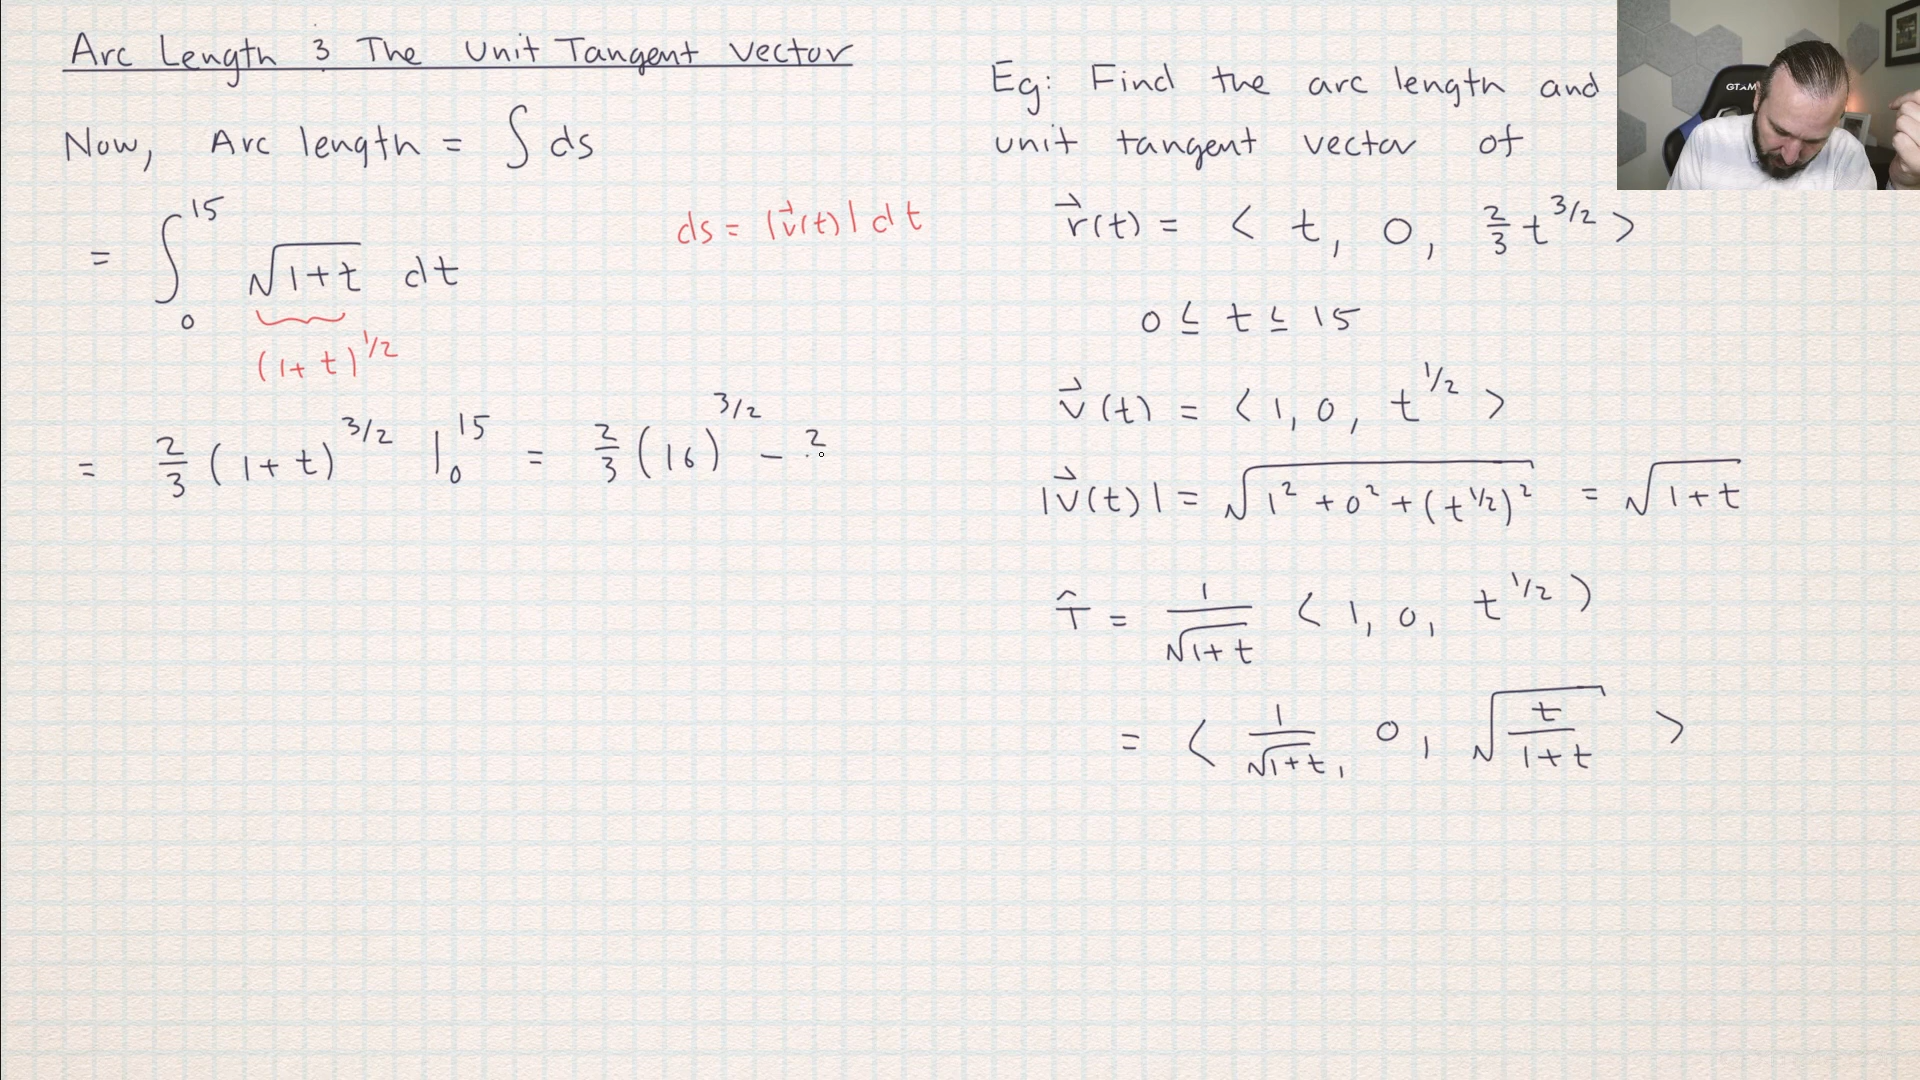 Arc Length & The Unit Tangent Vector
Now, Arc length = ∫ ds
= ∫₀¹⁵ √(1+t) dt
ds = |v⃗(t)| dt
(1+t)^(1/2)
= 2/3 (1+t)^(3/2) |₀¹⁵ = 2/3 (16)^(3/2) - 2
Eg: Find the arc length and
unit tangent vector of
r⃗(t) = < t, 0, 2/3 t^(3/2) >
0 ≤ t ≤ 15
v⃗(t) = < 1, 0, t^(1/2) >
|v⃗(t)| = √(1² + 0² + (t^(1/2))²) = √(1+t)
T̂ = 1/√(1+t) < 1, 0, t^(1/2) >
= < 1/√(1+t), 0, √(t/(1+t)) >
GTAM